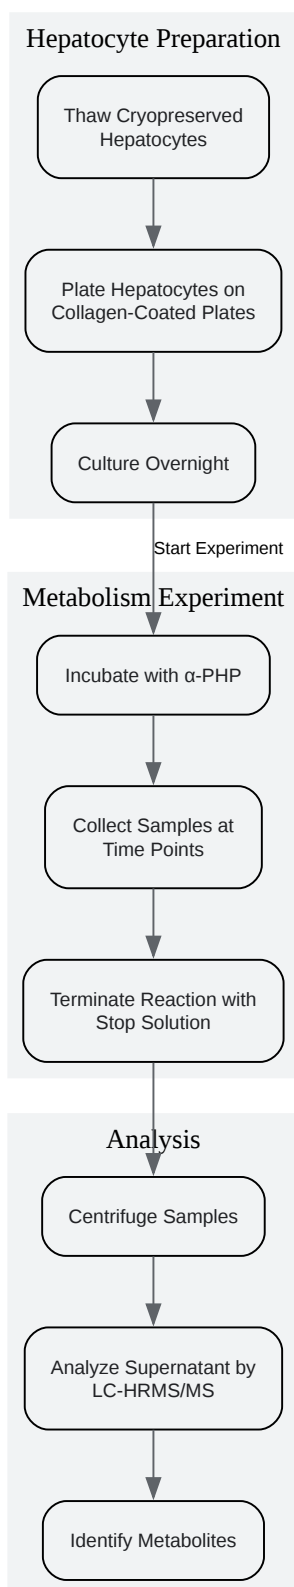 Hepatocyte Preparation
Thaw Cryopreserved
Hepatocytes
Plate Hepatocytes on
Collagen-Coated Plates
Culture Overnight
Start Experiment
Metabolism Experiment
Incubate with α-PHP
Collect Samples at
Time Points
Terminate Reaction with
Stop Solution
Analysis
Centrifuge Samples
Analyze Supernatant by
LC-HRMS/MS
Identify Metabolites